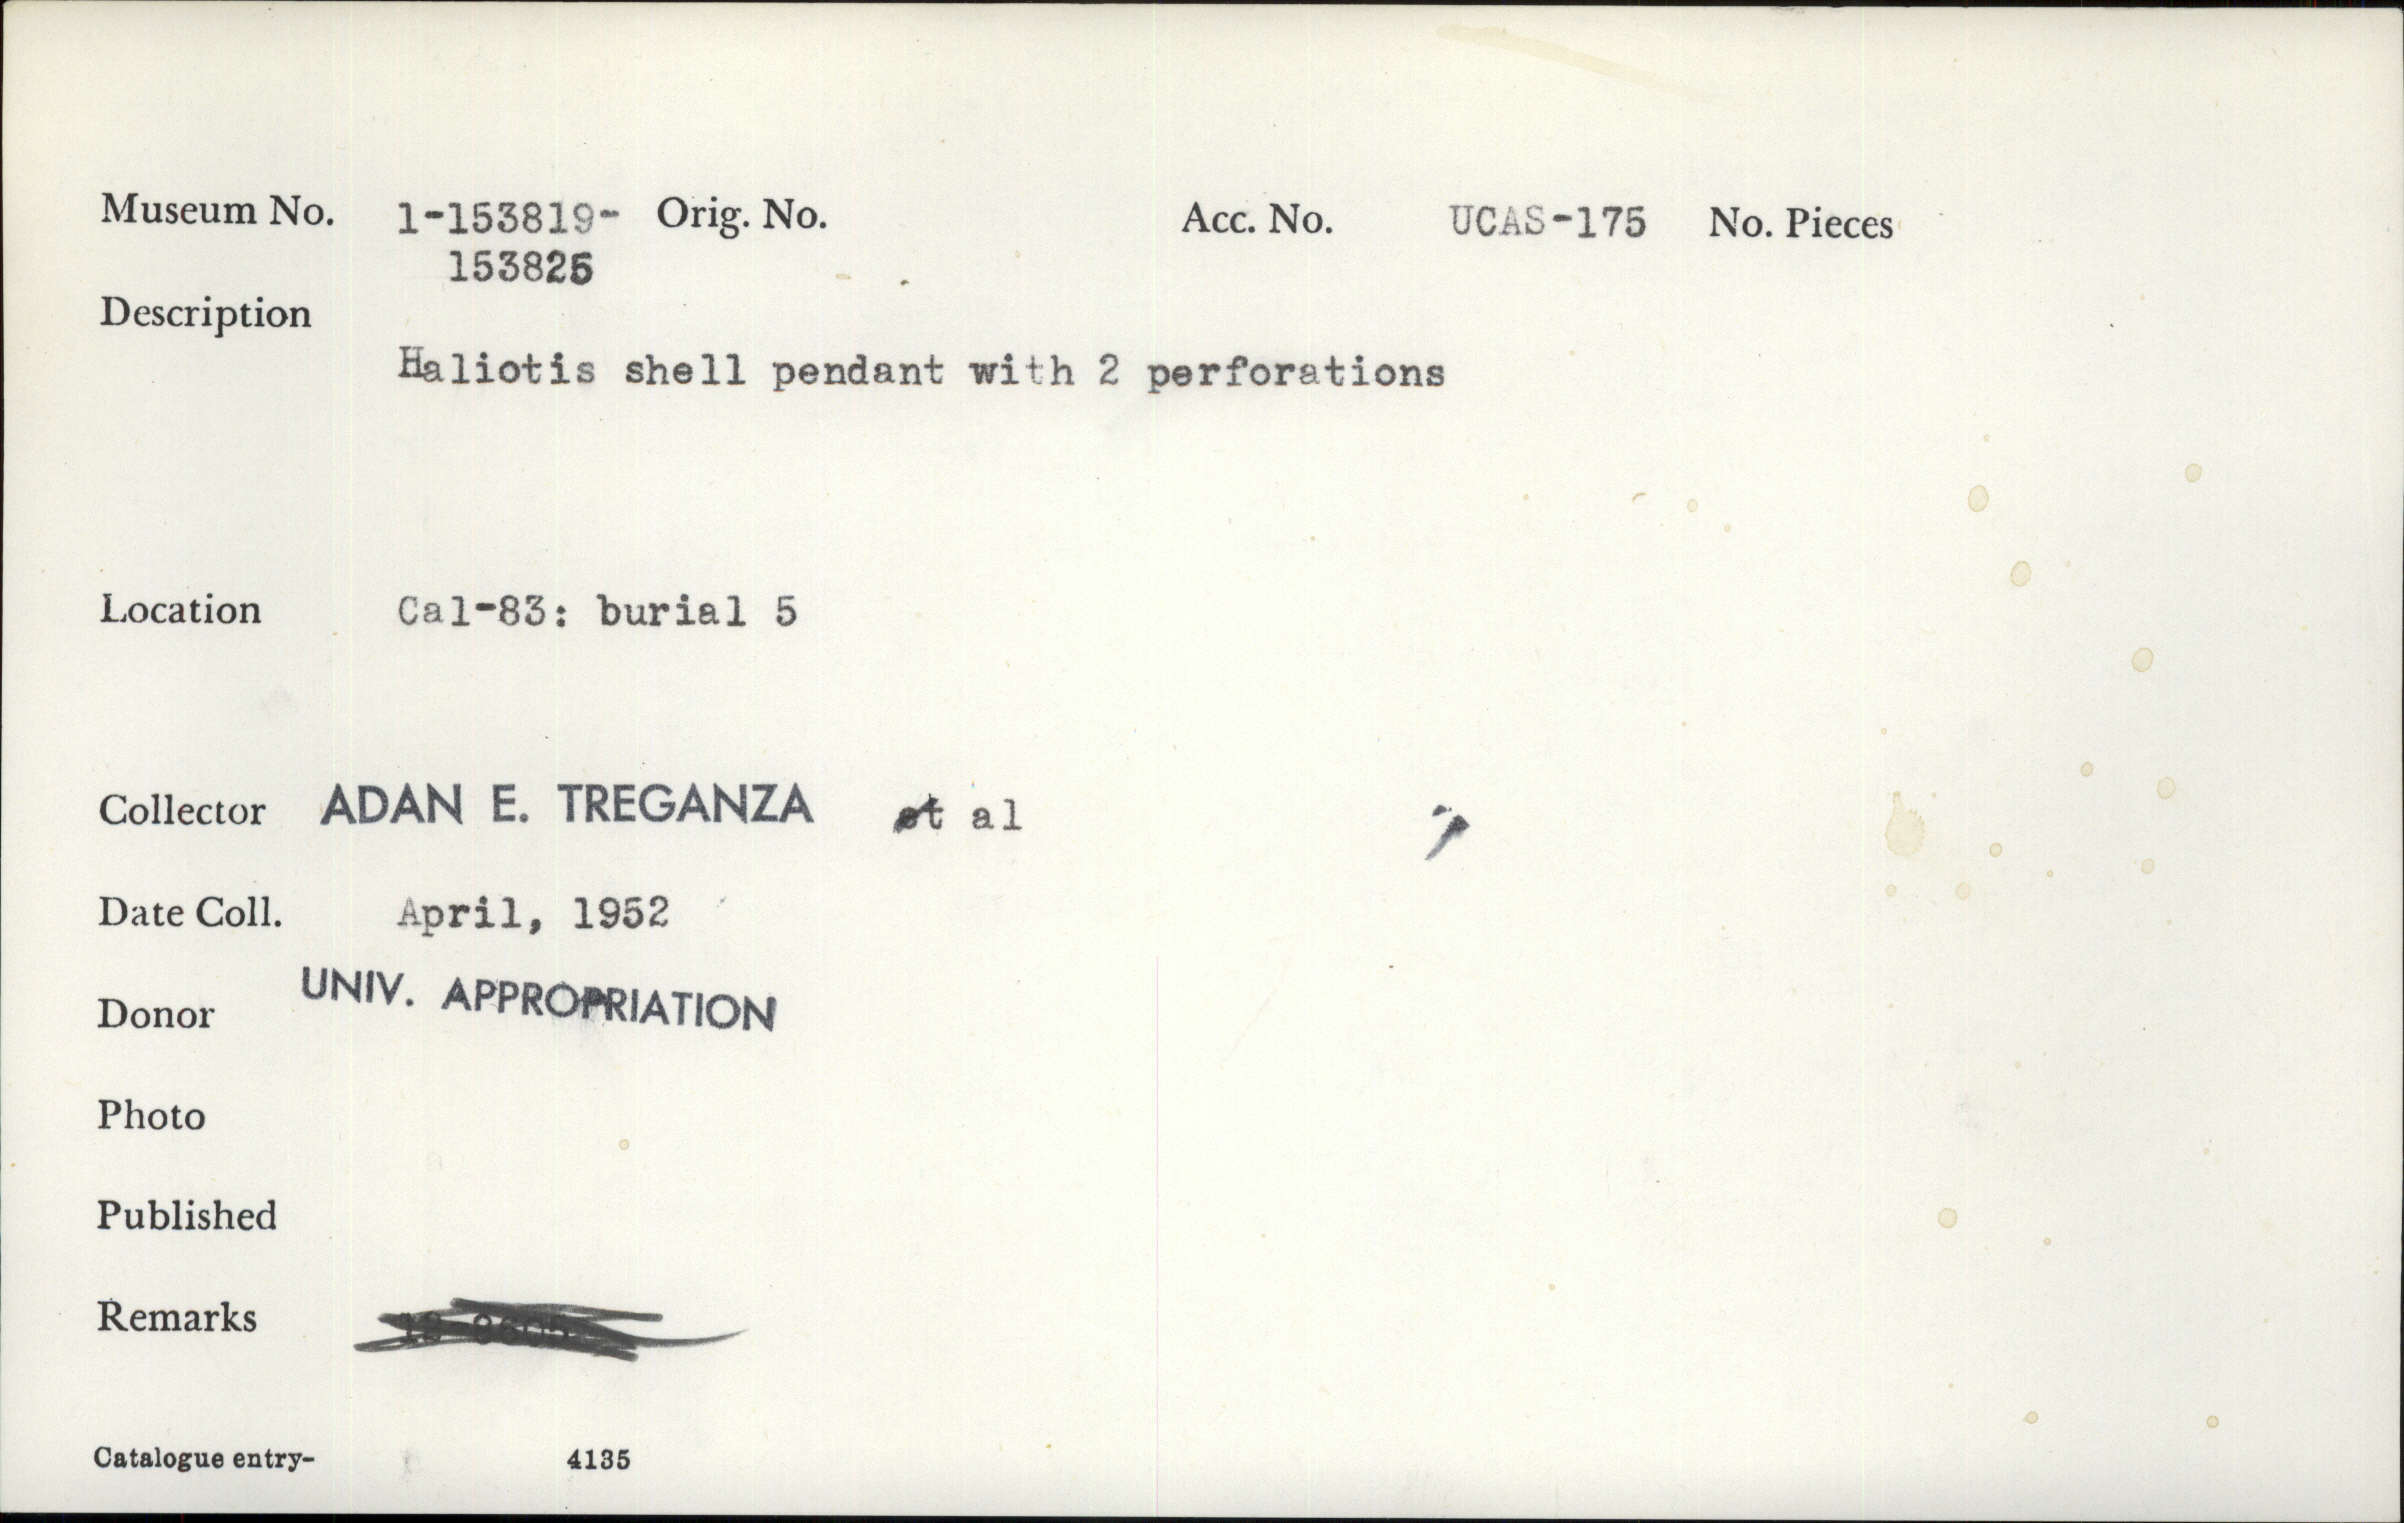 Museum No. 1-153819- Orig. No. Acc. No. UCAS-175 No. Pieces
153825
Description
Haliotis shell pendant with 2 perforations
Location Cal-83: burial 5
Collector ADAN E. TREGANZA et al
Date Coll. April, 1952
Donor UNIV. APPROPRIATION
Photo
Published
Remarks
Catalogue entry- 4135